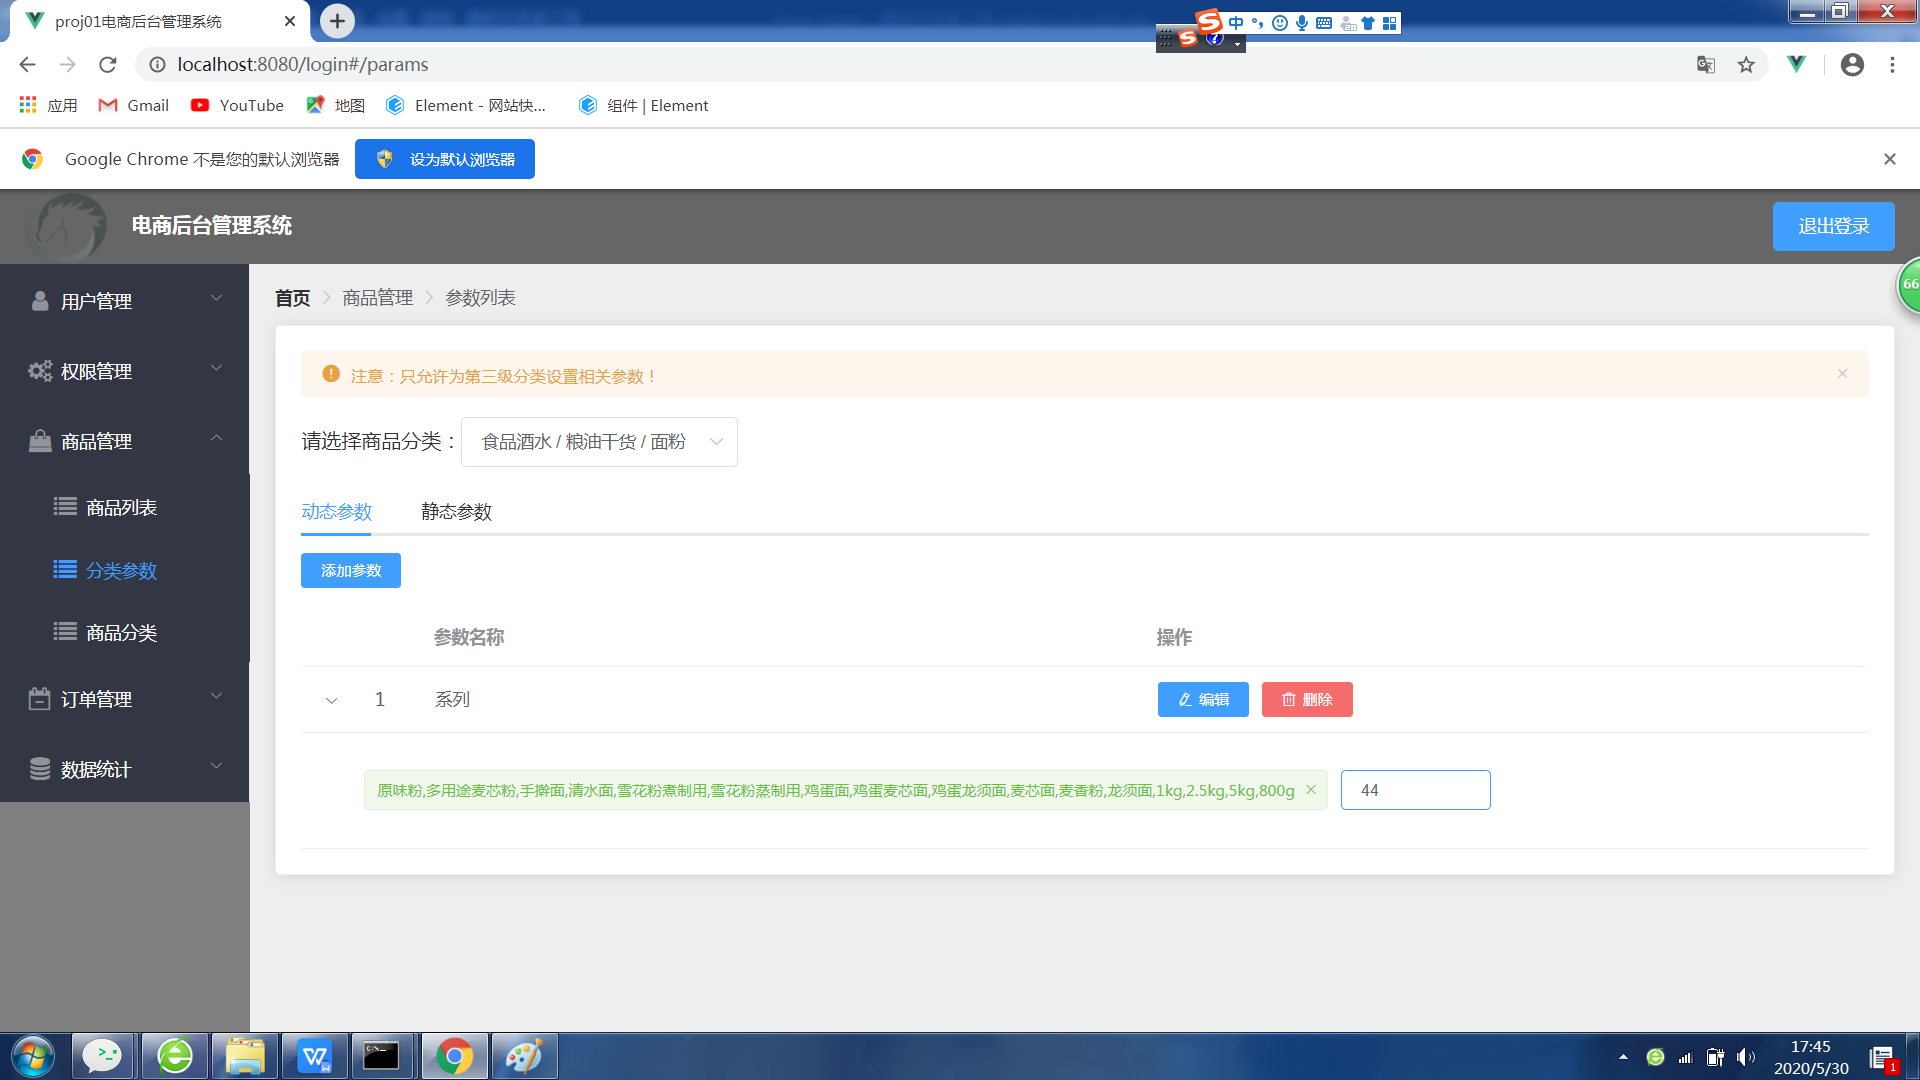 proj01电商后台管理系统
中
localhost:8080/login#/params
应用 Gmail YouTube 地图 Element - 网站快... 组件 | Element
Google Chrome 不是您的默认浏览器 设为默认浏览器
电商后台管理系统 退出登录
66
用户管理
权限管理
商品管理
商品列表
分类参数
商品分类
订单管理
数据统计
首页 商品管理 参数列表
注意：只允许为第三级分类设置相关参数！
请选择商品分类： 食品酒水 / 粮油干货 / 面粉
动态参数 静态参数
添加参数
参数名称 操作
1 系列 编辑 删除
原味粉,多用途麦芯粉,手擀面,清水面,雪花粉煮制用,雪花粉蒸制用,鸡蛋面,鸡蛋麦芯面,鸡蛋龙须面,麦芯面,麦香粉,龙须面,1kg,2.5kg,5kg,800g 44
17:45
2020/5/30
1